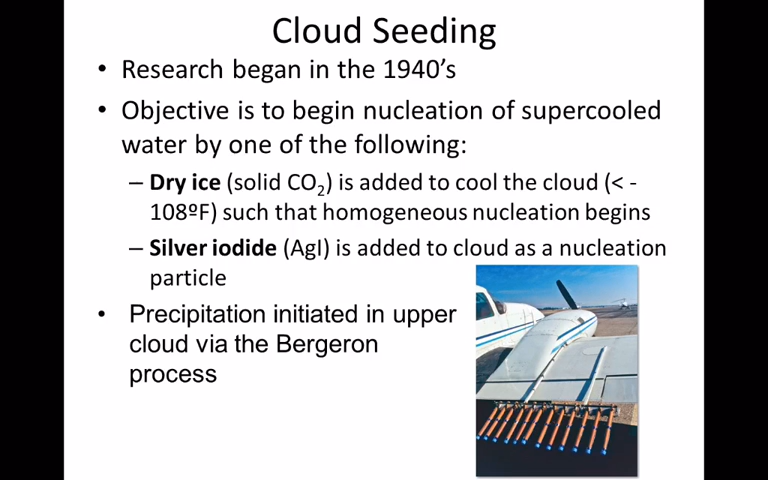 Cloud Seeding
• Research began in the 1940's
• Objective is to begin nucleation of supercooled
water by one of the following:
– Dry ice (solid CO₂) is added to cool the cloud (< -
108ºF) such that homogeneous nucleation begins
– Silver iodide (AgI) is added to cloud as a nucleation
particle
• Precipitation initiated in upper
cloud via the Bergeron
process